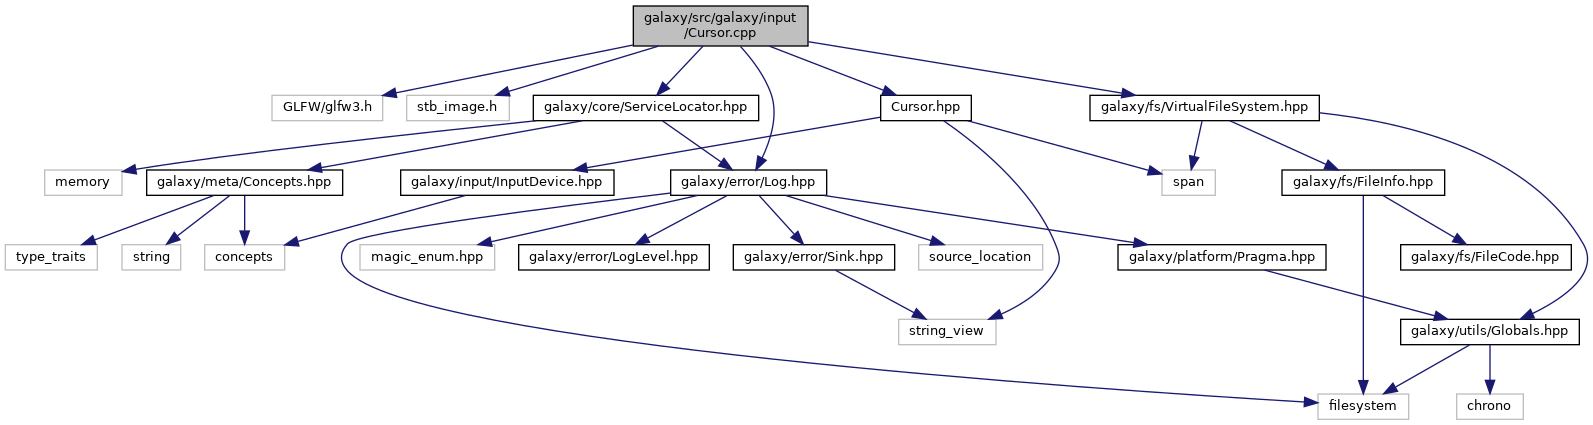 galaxy/src/galaxy/input
/Cursor.cpp
GLFW/glfw3.h
stb_image.h
galaxy/core/ServiceLocator.hpp
Cursor.hpp
galaxy/fs/VirtualFileSystem.hpp
memory
galaxy/meta/Concepts.hpp
galaxy/input/InputDevice.hpp
galaxy/error/Log.hpp
span
galaxy/fs/FileInfo.hpp
type_traits
string
concepts
magic_enum.hpp
galaxy/error/LogLevel.hpp
galaxy/error/Sink.hpp
source_location
galaxy/platform/Pragma.hpp
galaxy/fs/FileCode.hpp
string_view
galaxy/utils/Globals.hpp
filesystem
chrono